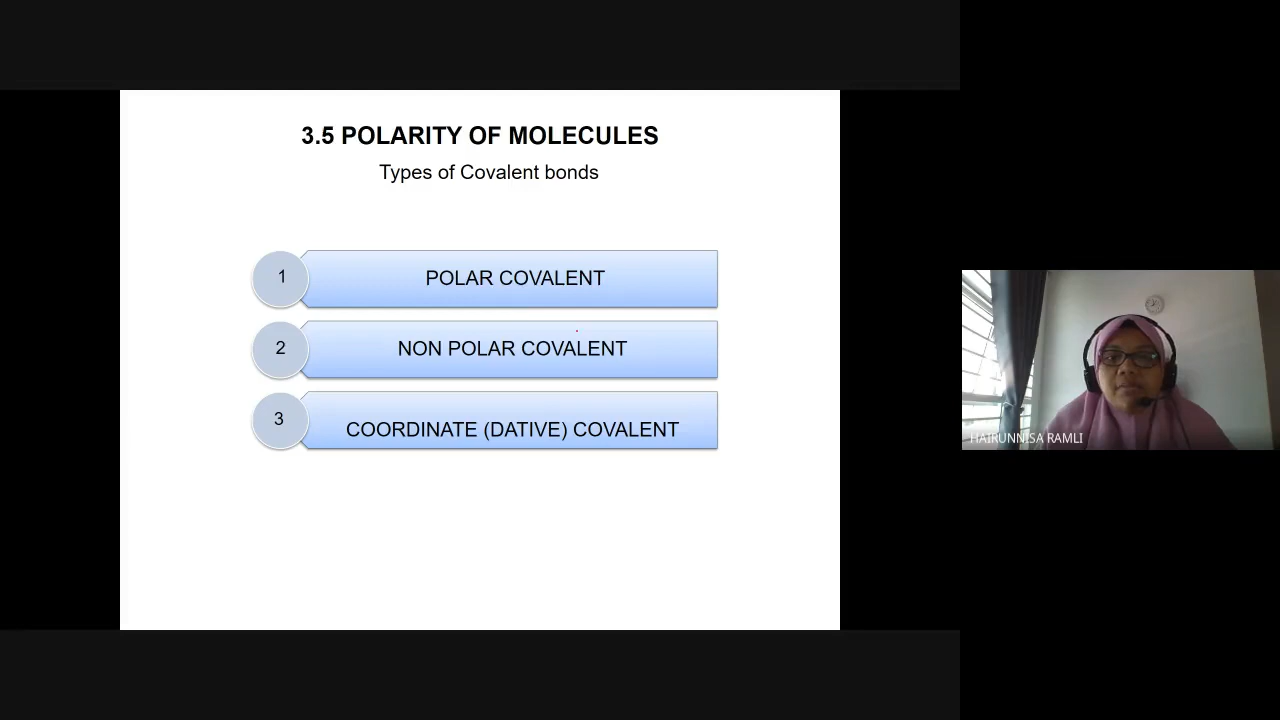 3.5 POLARITY OF MOLECULES
Types of Covalent bonds
1
POLAR COVALENT
2
NON POLAR COVALENT
3
COORDINATE (DATIVE) COVALENT
HAIRUNNISA RAMLI